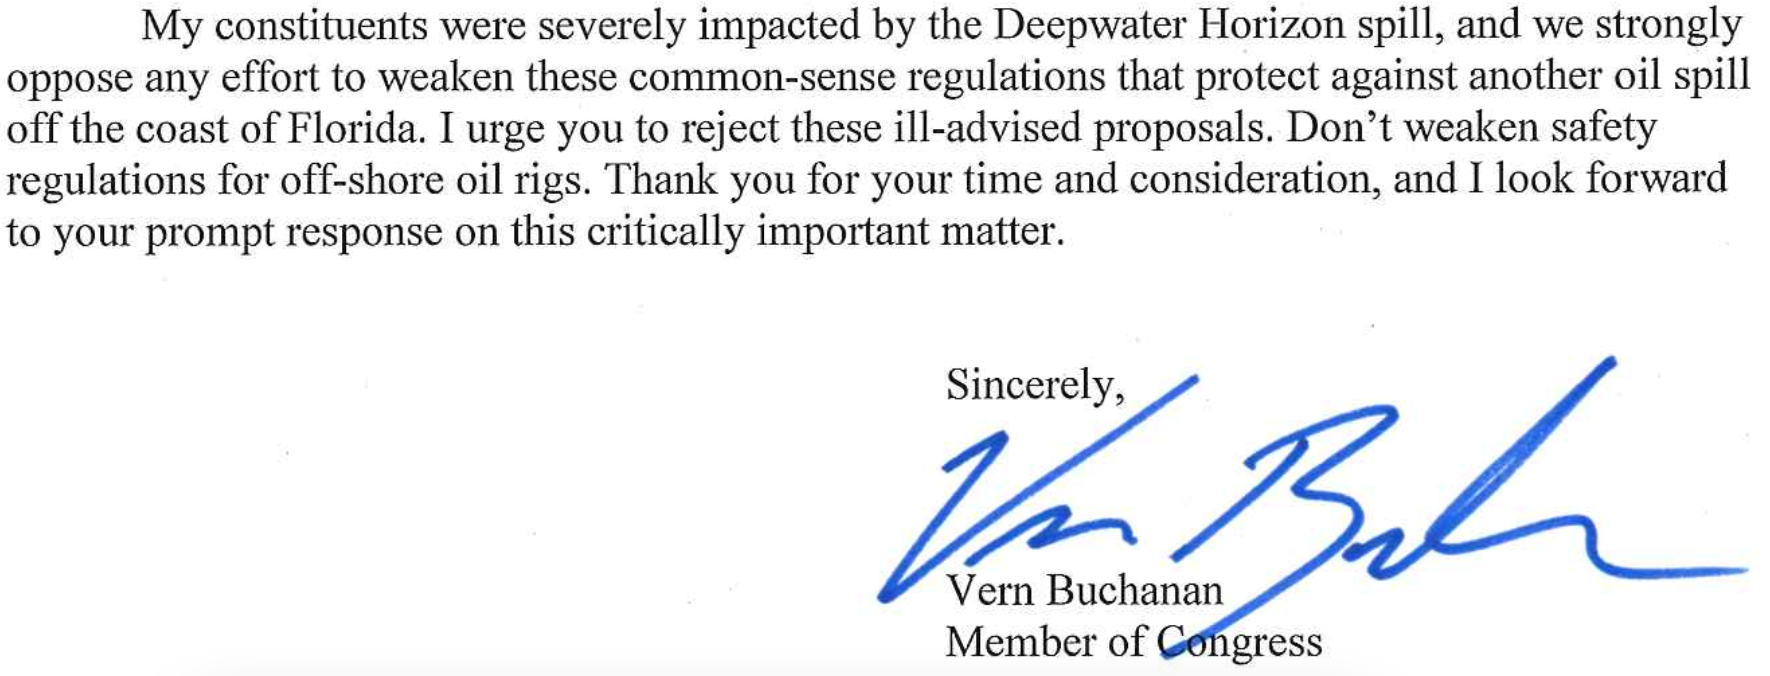 My constituents were severely impacted by the Deepwater Horizon spill, and we strongly
oppose any effort to weaken these common-sense regulations that protect against another oil spill
off the coast of Florida. I urge you to reject these ill-advised proposals. Don’t weaken safety
regulations for off-shore oil rigs. Thank you for your time and consideration, and I look forward
to your prompt response on this critically important matter.
Sincerely,
Vern Buchanan
Member of Congress